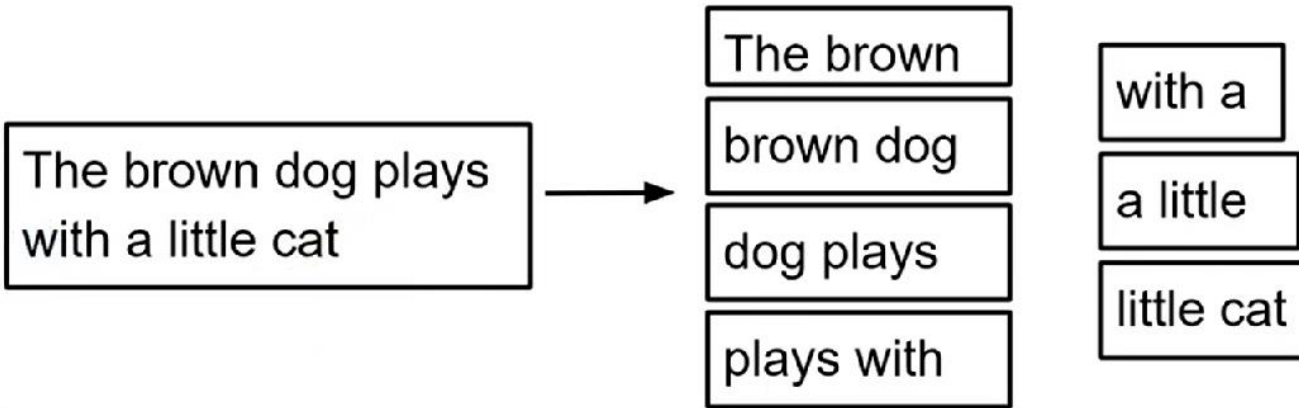 The brown dog plays
with a little cat
The brown
brown dog
dog plays
plays with
with a
a little
little cat